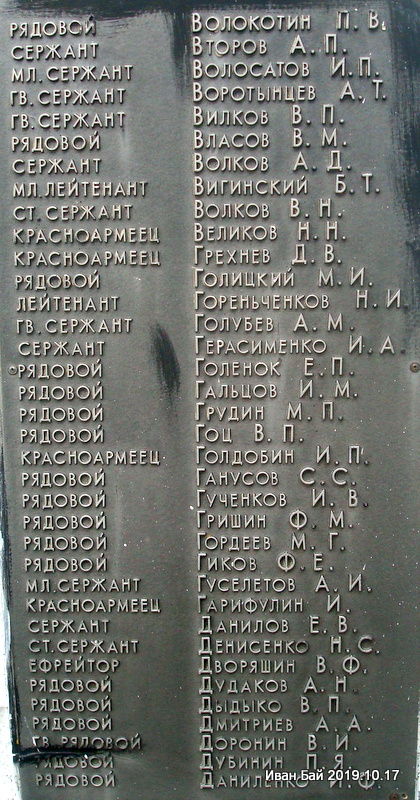 РЯДОВОЙ ВОЛОКОТИН П. В.
СЕРЖАНТ ВТОРОВ А. П.
МЛ. СЕРЖАНТ ВОЛОСАТОВ И. П.
ГВ. СЕРЖАНТ ВОРОТЫНЦЕВ А. Т.
ГВ. СЕРЖАНТ ВИЛКОВ В. П.
РЯДОВОЙ ВЛАСОВ В. М.
СЕРЖАНТ ВОЛКОВ А. Д.
МЛ. ЛЕЙТЕНАНТ ВИГИНСКИЙ Б. Т.
СТ. СЕРЖАНТ ВОЛКОВ В. Н.
КРАСНОАРМЕЕЦ ВЕЛИКОВ Н. Н.
КРАСНОАРМЕЕЦ ГРЕХНЕВ Д. В.
РЯДОВОЙ ГОЛИЦКИЙ М. И.
ЛЕЙТЕНАНТ ГОРЕНЬЧЕНКОВ Н. И.
ГВ. СЕРЖАНТ ГОЛУБЕВ А. М.
СЕРЖАНТ ГЕРАСИМЕНКО И. А.
РЯДОВОЙ ГОЛЕНОК Е. П.
РЯДОВОЙ ГАЛЬЦОВ И. М.
РЯДОВОЙ ГРУДИН М. П.
РЯДОВОЙ ГОЦ В. П.
КРАСНОАРМЕЕЦ ГОЛДОБИН И. П.
РЯДОВОЙ ГАНУСОВ С. С.
РЯДОВОЙ ГУЧЕНКОВ И. В.
РЯДОВОЙ ГРИШИН Ф. М.
РЯДОВОЙ ГОРДЕЕВ М. Г.
РЯДОВОЙ ГИКОВ Ф. Е.
МЛ. СЕРЖАНТ ГУСЕЛЕТОВ А. И.
КРАСНОАРМЕЕЦ ГАРИФУЛИН И.
СЕРЖАНТ ДАНИЛОВ Е. В.
СТ. СЕРЖАНТ ДЕНИСЕНКО Н. С.
ЕФРЕЙТОР ДВОРЯШИН В. Ф.
РЯДОВОЙ ДУДАКОВ А. Н.
РЯДОВОЙ ДЫДЫКО В. П.
РЯДОВОЙ ДМИТРИЕВ А. А.
ГВ. РЯДОВОЙ ДОРОНИН В. И.
РЯДОВОЙ ДУБИНИН П. Я.
РЯДОВОЙ ДАНИЛЕНКО И. Ф.
Иван Бай 2019.10.17